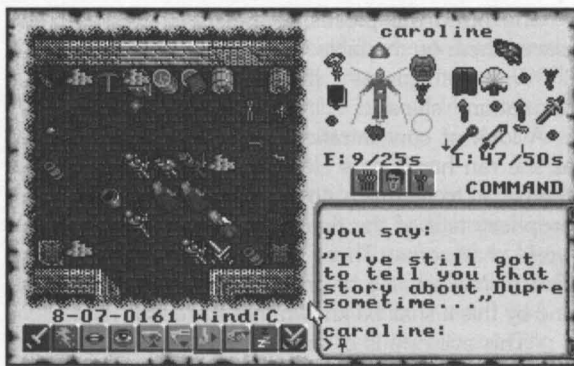 caroline
E: 9/25s I: 47/50s
COMMAND
you say:
"I've still got
to tell you that
story about Dupre
sometime..."
caroline:
>
8-07-0161 Wind: C